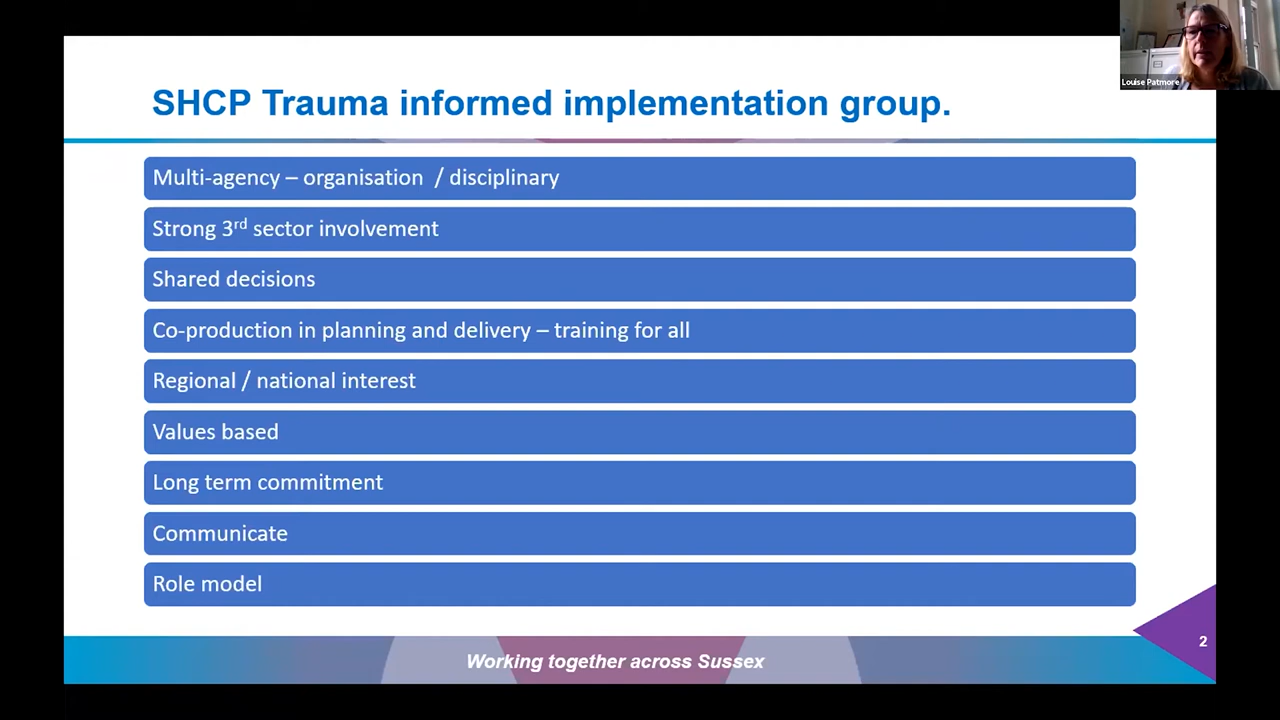 Louise Patmore
SHCP Trauma informed implementation group.
Multi-agency – organisation / disciplinary
Strong 3rd sector involvement
Shared decisions
Co-production in planning and delivery – training for all
Regional / national interest
Values based
Long term commitment
Communicate
Role model
2
Working together across Sussex